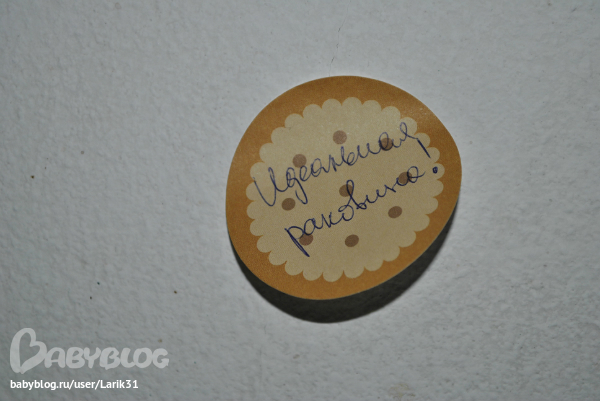 Идеальная
раковина.
BABYBLOG
babyblog.ru/user/Larik31